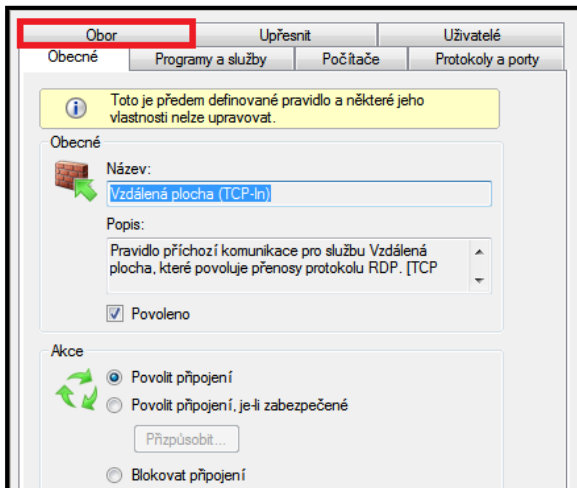 Obor
Upřesnit
Uživatelé
Obecné
Programy a služby
Počítače
Protokoly a porty
Toto je předem definované pravidlo a některé jeho
vlastnosti nelze upravovat.
Obecné
Název:
Vzdálená plocha (TCP-In)
Popis:
Pravidlo příchozí komunikace pro službu Vzdálená
plocha, které povoluje přenosy protokolu RDP. [TCP
Povoleno
Akce
Povolit připojení
Povolit připojení, je-li zabezpečené
Přizpůsobit...
Blokovat připojení